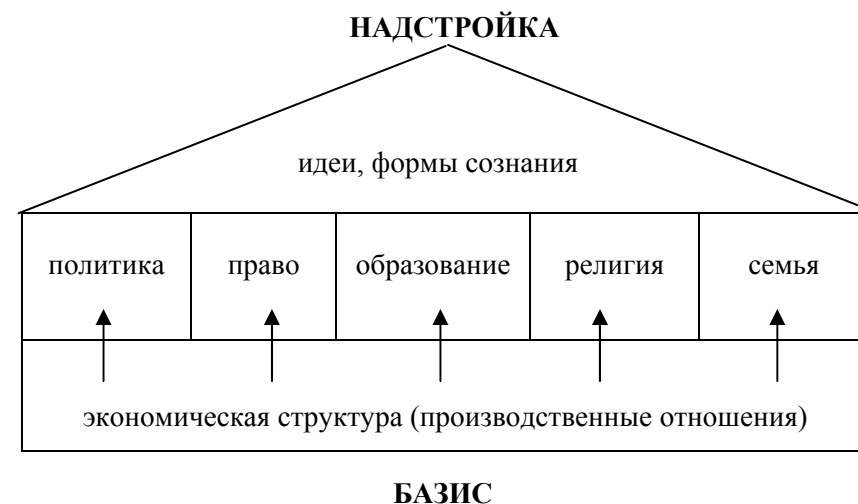 НАДСТРОЙКА
идеи, формы сознания
политика право образование религия семья
экономическая структура (производственные отношения)
БАЗИС